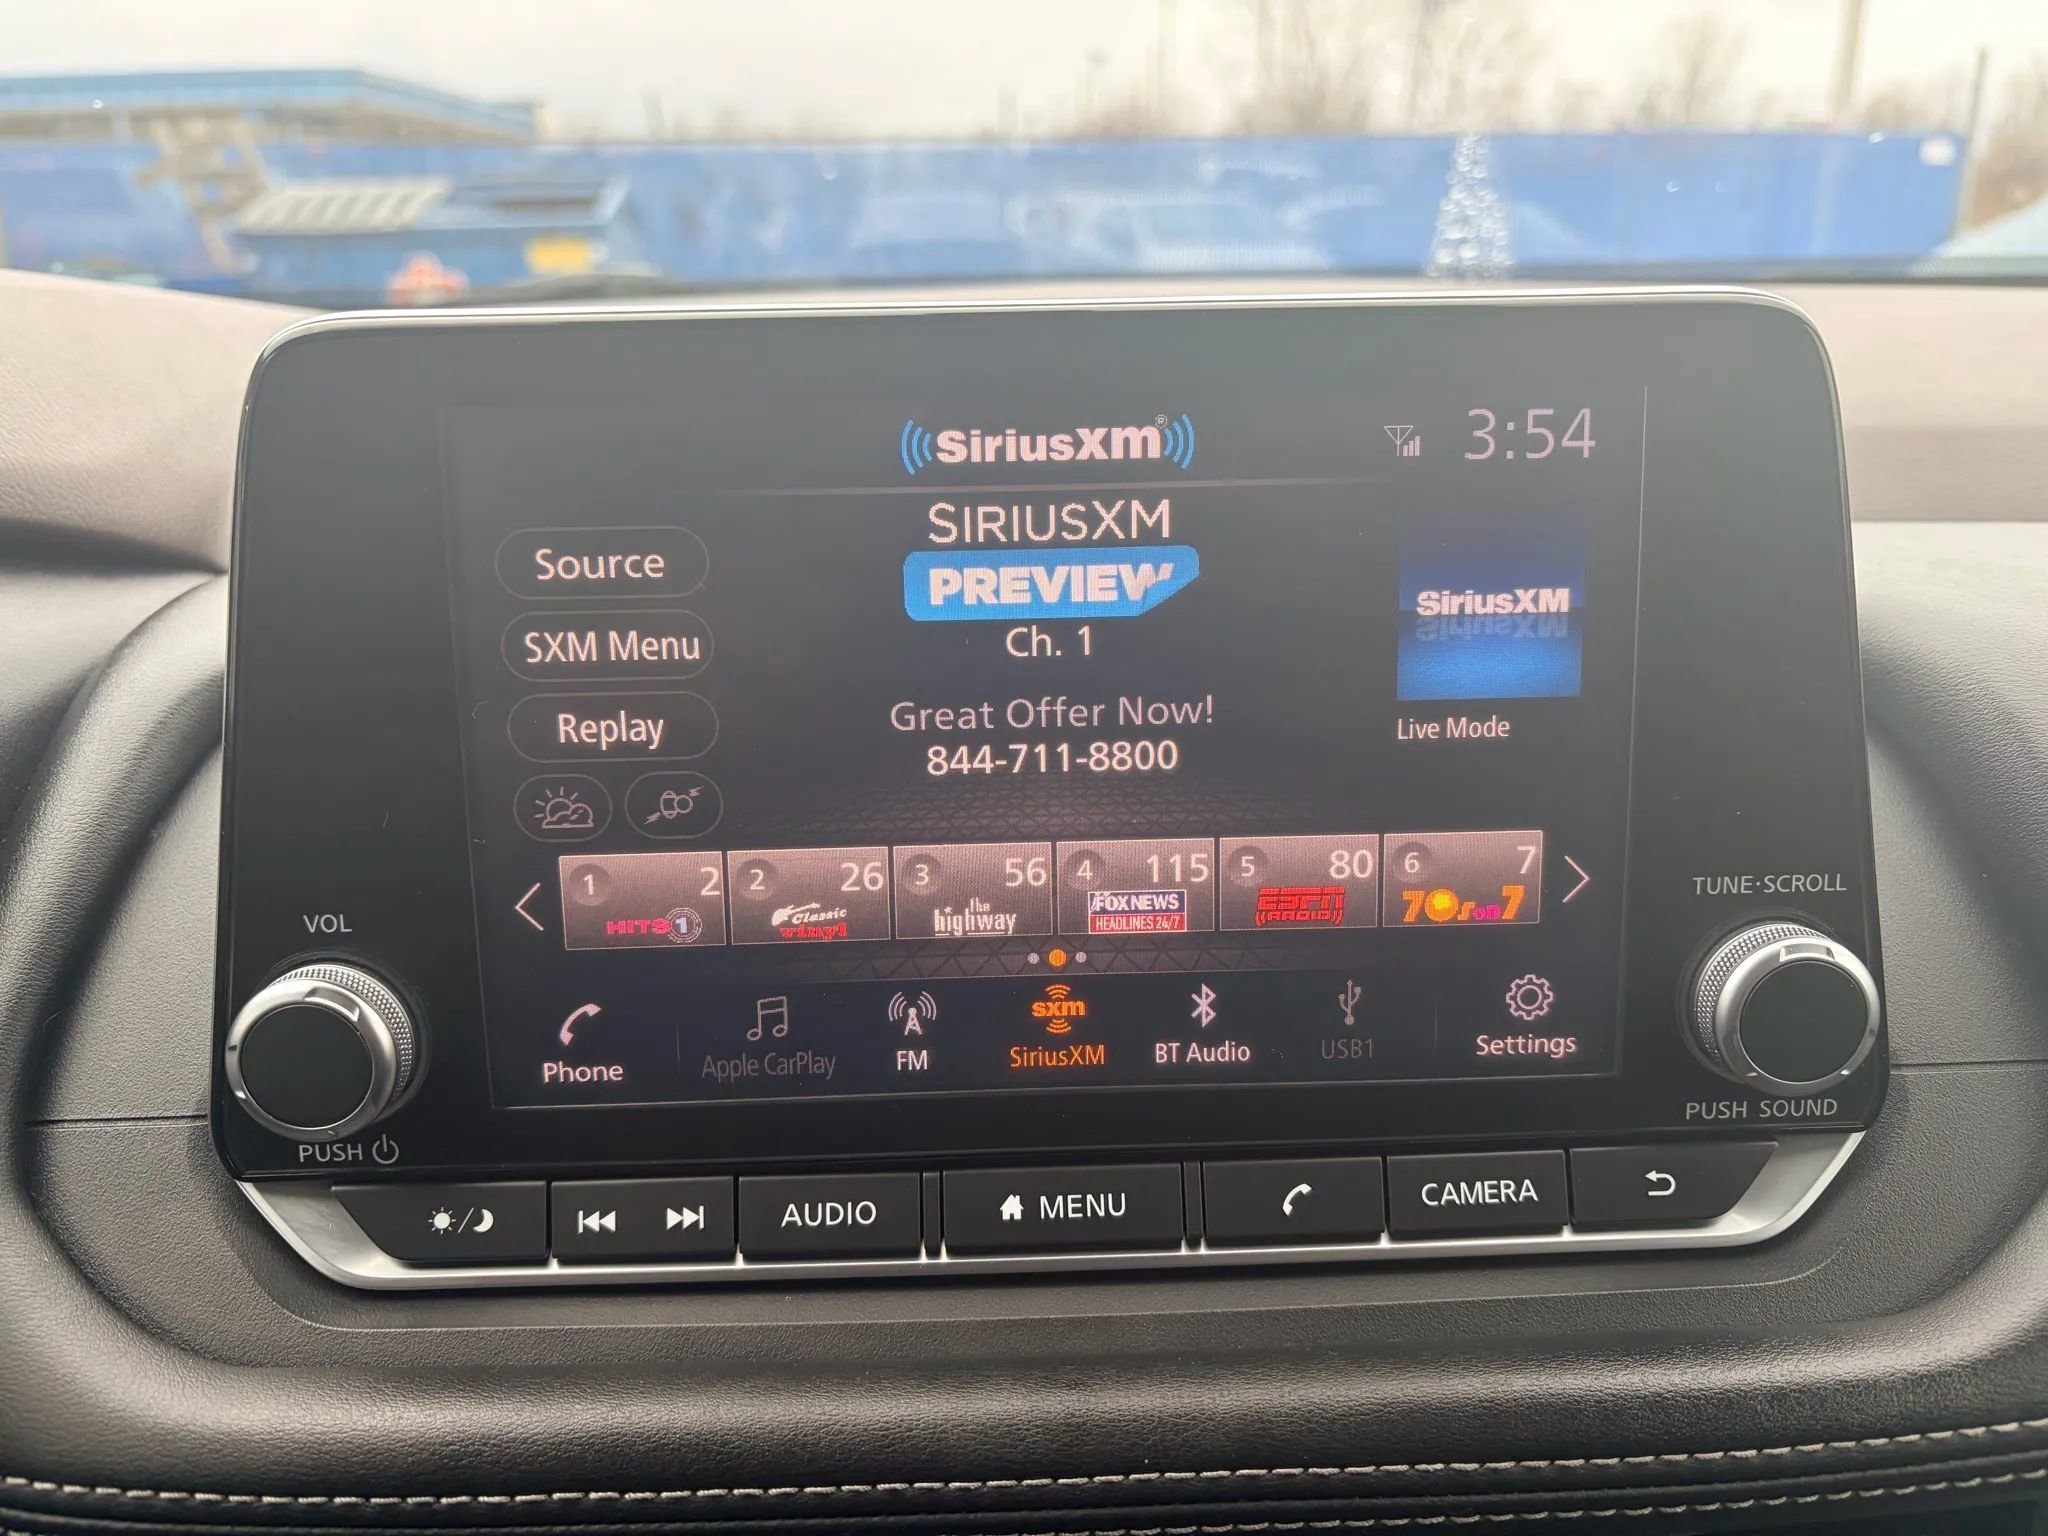 SiriusXM®
3:54
SIRIUSXM
PREVIEW
Ch. 1
Great Offer Now!
844-711-8800
Source
SXM Menu
Replay
SiriusXM
Live Mode
1 2
HITS 1
2 26
Classic
vinyl
3 56
the
highway
4 115
FOX NEWS
HEADLINES 24/7
5 80
ESPN
RADIO
6 7
70s on 7
Phone
Apple CarPlay
FM
sxm
SiriusXM
BT Audio
USB1
Settings
VOL
PUSH
TUNE·SCROLL
PUSH SOUND
AUDIO
MENU
CAMERA